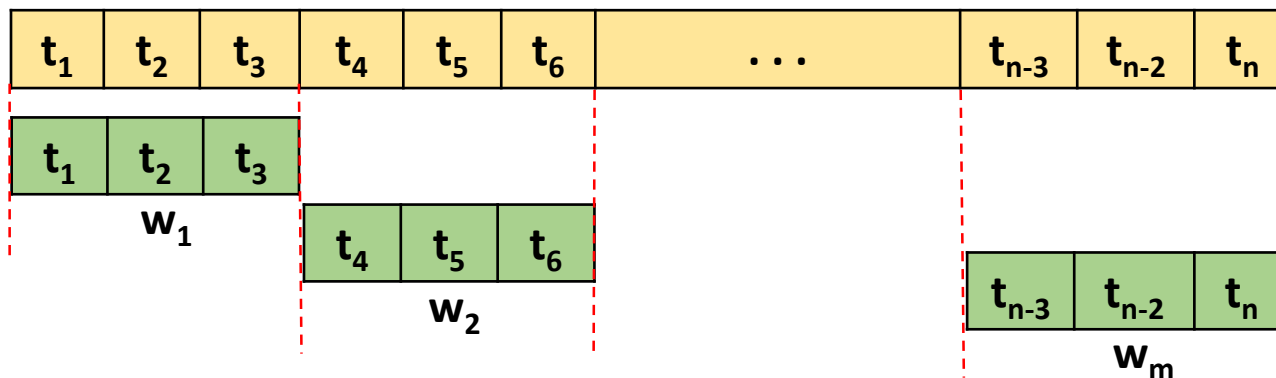 t1 t2 t3 t4 t5 t6 ... tn-3 tn-2 tn
t1 t2 t3
w1
t4 t5 t6
w2
tn-3 tn-2 tn
wm